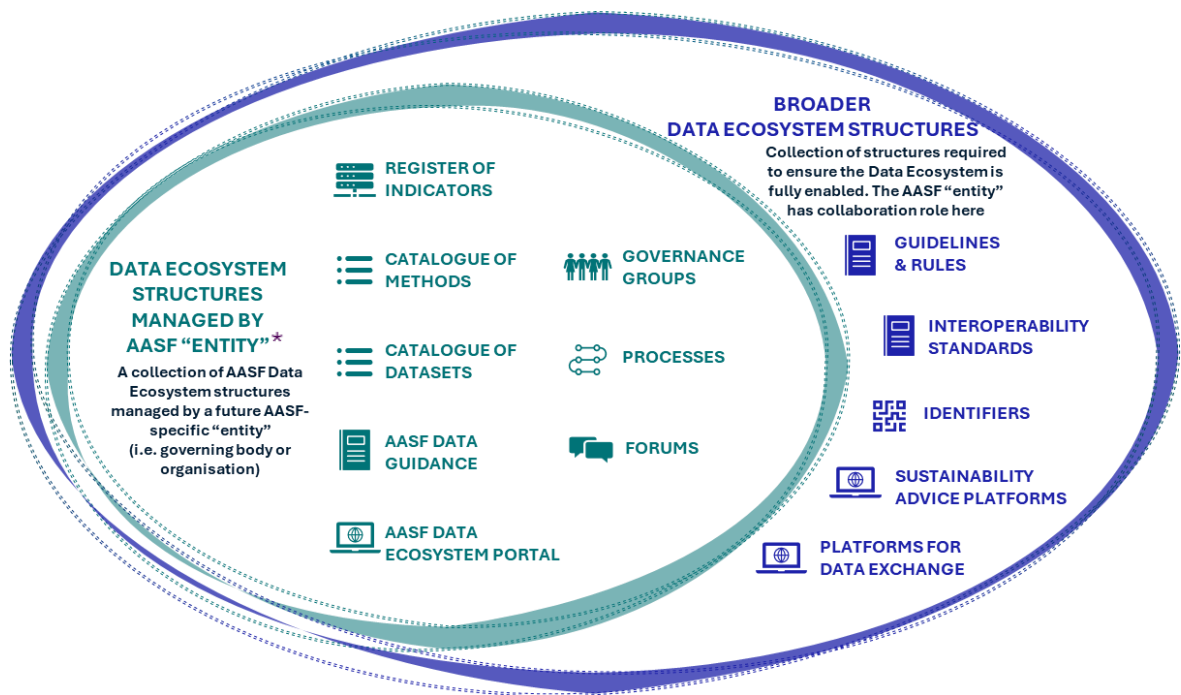 BROADER
DATA ECOSYSTEM STRUCTURES
Collection of structures required
to ensure the Data Ecosystem is
fully enabled. The AASF “entity”
has collaboration role here
REGISTER OF
INDICATORS
DATA ECOSYSTEM
STRUCTURES
MANAGED BY
AASF “ENTITY”*
A collection of AASF Data
Ecosystem structures
managed by a future AASF-
specific “entity”
(i.e. governing body or
organisation)
CATALOGUE OF
METHODS
CATALOGUE OF
DATASETS
AASF DATA
GUIDANCE
AASF DATA
ECOSYSTEM PORTAL
GOVERNANCE
GROUPS
PROCESSES
FORUMS
GUIDELINES
& RULES
INTEROPERABILITY
STANDARDS
IDENTIFIERS
SUSTAINABILITY
ADVICE PLATFORMS
PLATFORMS FOR
DATA EXCHANGE